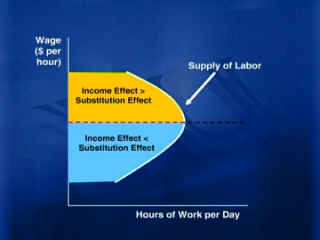 Wage
($ per
hour)
Supply of Labor
Income Effect >
Substitution Effect
Income Effect <
Substitution Effect
Hours of Work per Day